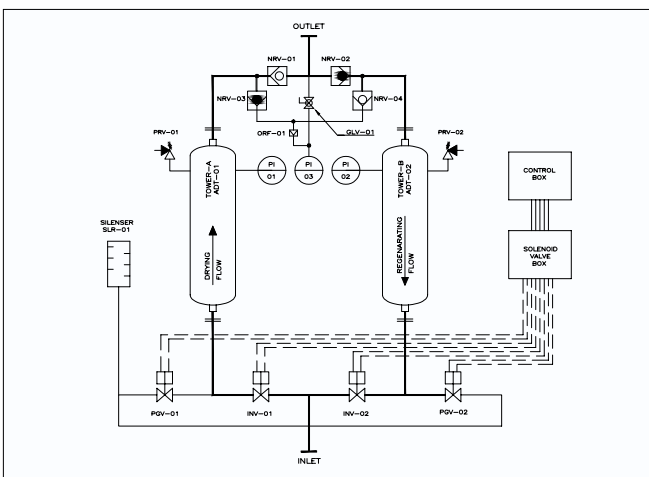 OUTLET
NRV-01
NRV-02
NRV-03
NRV-04
ORF-01
GLV-01
PRV-01
PRV-02
TOWER-A
ADT-01
PI
01
PI
03
PI
02
TOWER-B
ADT-02
CONTROL
BOX
SILENSER
SLR-01
DRYING
FLOW
REGENARATING
FLOW
SOLENOID
VALVE
BOX
PGV-01
INV-01
INV-02
PGV-02
INLET